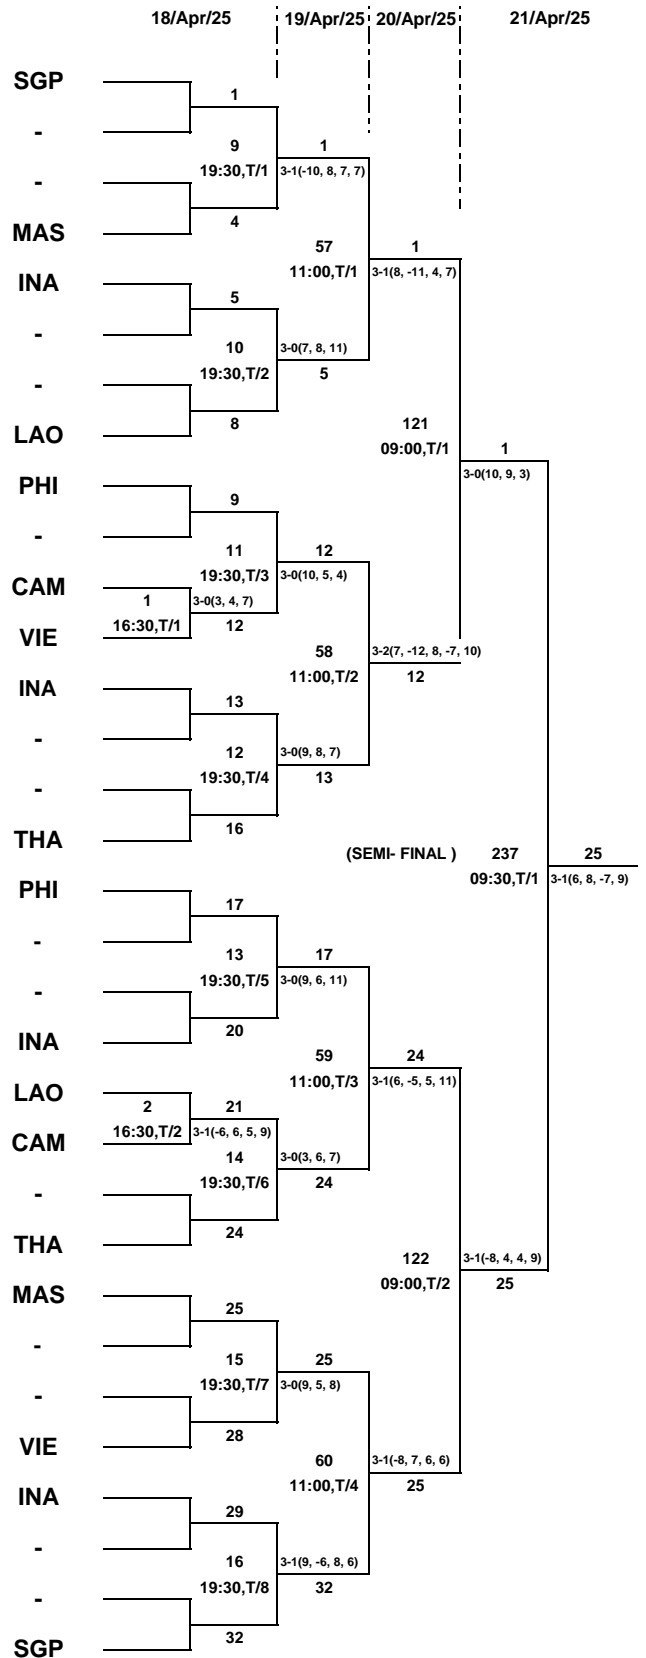 18/Apr/25 19/Apr/25 20/Apr/25 21/Apr/25
SGP
1
-
9 1
19:30,T/1 3-1(-10, 8, 7, 7)
-
4
MAS
57 1
11:00,T/1 3-1(8, -11, 4, 7)
INA
5
-
10 3-0(7, 8, 11)
19:30,T/2 5
-
8
LAO
121 1
09:00,T/1 3-0(10, 9, 3)
PHI
9
-
11 12
19:30,T/3 3-0(10, 5, 4)
CAM
1 3-0(3, 4, 7)
16:30,T/1 12
VIE
58 3-2(7, -12, 8, -7, 10)
11:00,T/2 12
INA
13
-
12 3-0(9, 8, 7)
19:30,T/4 13
-
16
THA
(SEMI- FINAL ) 237 25
09:30,T/1 3-1(6, 8, -7, 9)
PHI
17
-
13 17
19:30,T/5 3-0(9, 6, 11)
-
20
INA
59 24
11:00,T/3 3-1(6, -5, 5, 11)
LAO
2 21
16:30,T/2 3-1(-6, 6, 5, 9)
CAM
14 3-0(3, 6, 7)
19:30,T/6 24
-
24
THA
122 3-1(-8, 4, 4, 9)
09:00,T/2 25
MAS
25
-
15 25
19:30,T/7 3-0(9, 5, 8)
-
28
VIE
60 3-1(-8, 7, 6, 6)
11:00,T/4 25
INA
29
-
16 3-1(9, -6, 8, 6)
19:30,T/8 32
-
32
SGP